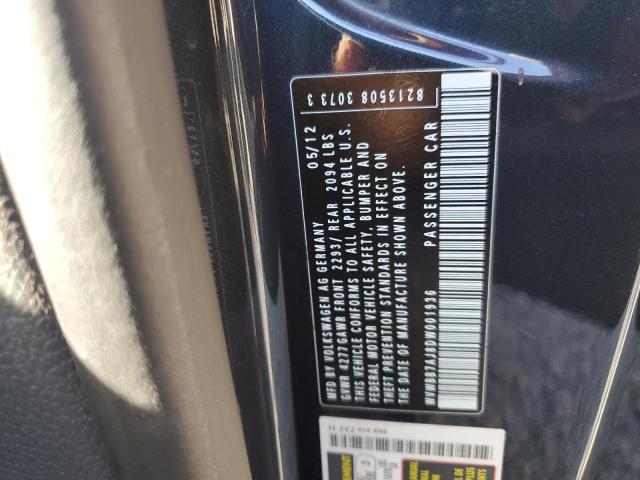 8213508 3073 3
MFD BY VOLKSWAGEN AG GERMANY 05/12
GVWR 4277 GAWR FRONT 2293/ REAR 2094 LBS
THIS VEHICLE CONFORMS TO ALL APPLICABLE U.S.
FEDERAL MOTOR VEHICLE SAFETY, BUMPER AND
THEFT PREVENTION STANDARDS IN EFFECT ON
THE DATE OF MANUFACTURE SHOWN ABOVE.
PASSENGER CAR
737 H